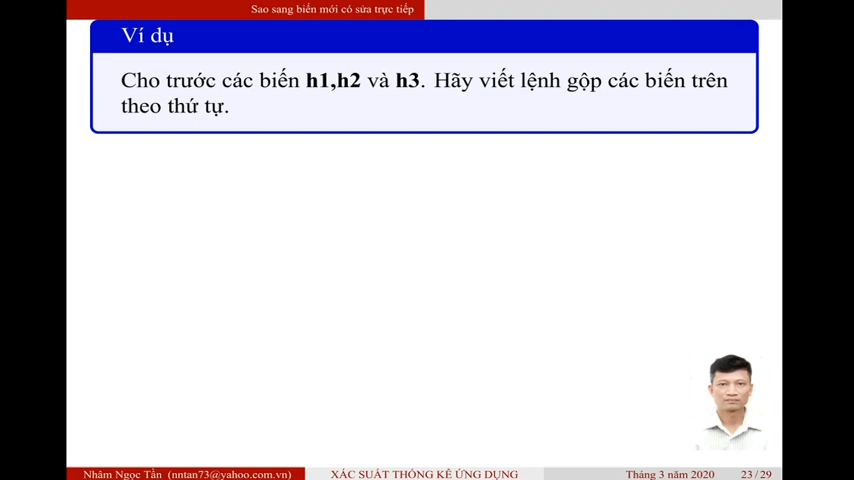 Sao sang biến mới có sửa trực tiếp
Ví dụ
Cho trước các biến h1,h2 và h3. Hãy viết lệnh gộp các biến trên
theo thứ tự.
Nhâm Ngọc Tần (nntan73@yahoo.com.vn)
XÁC SUẤT THỐNG KÊ ỨNG DỤNG
Tháng 3 năm 2020
23 / 29